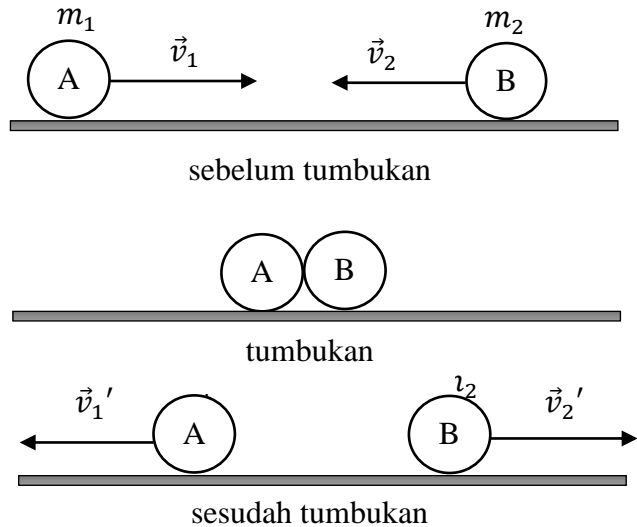 m₁ m₂
v⃗₁ v⃗₂
A B
sebelum tumbukan
A B
tumbukan
v⃗₁′ v⃗₂′
A B
sesudah tumbukan